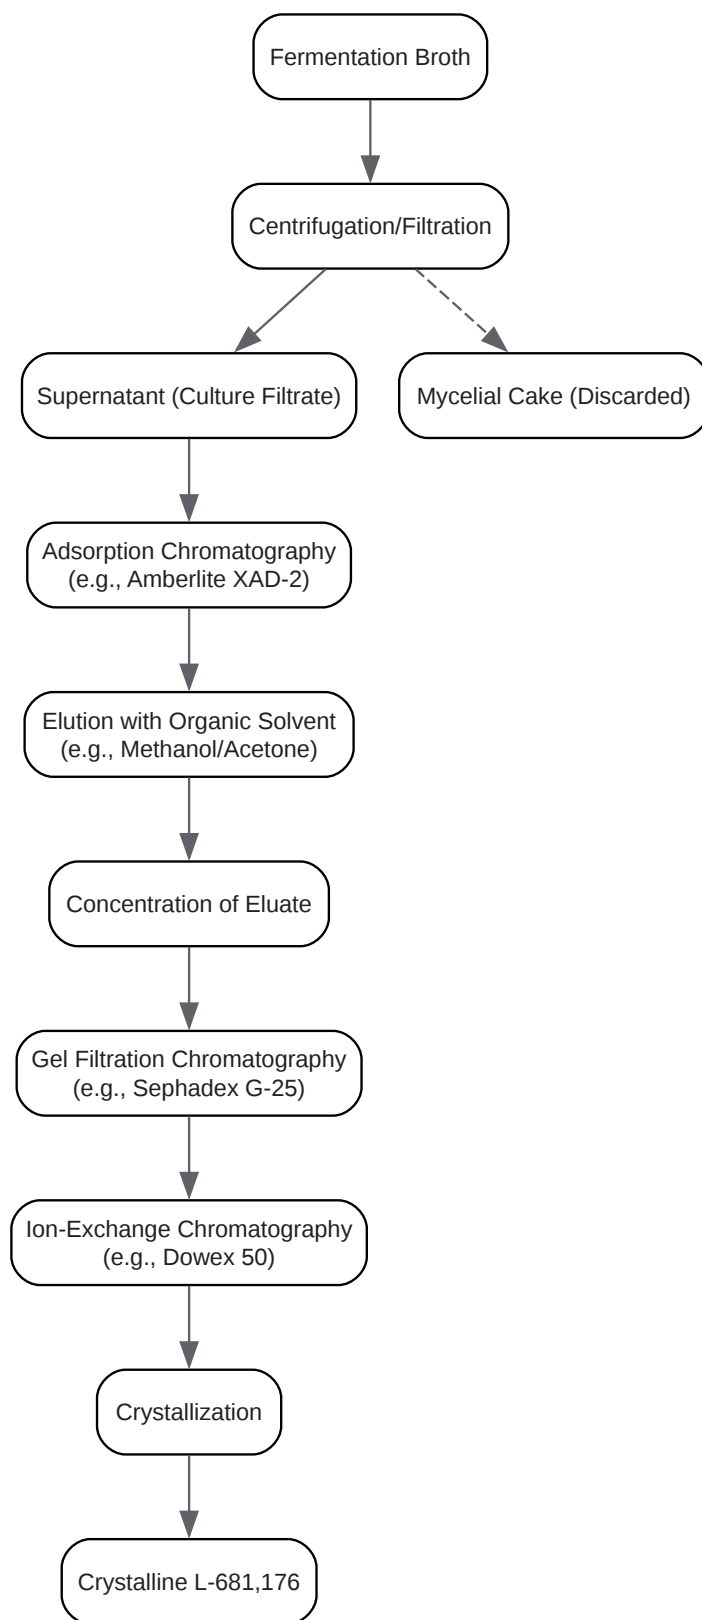 Fermentation Broth
Centrifugation/Filtration
Supernatant (Culture Filtrate)
Mycelial Cake (Discarded)
Adsorption Chromatography
(e.g., Amberlite XAD-2)
Elution with Organic Solvent
(e.g., Methanol/Acetone)
Concentration of Eluate
Gel Filtration Chromatography
(e.g., Sephadex G-25)
Ion-Exchange Chromatography
(e.g., Dowex 50)
Crystallization
Crystalline L-681,176